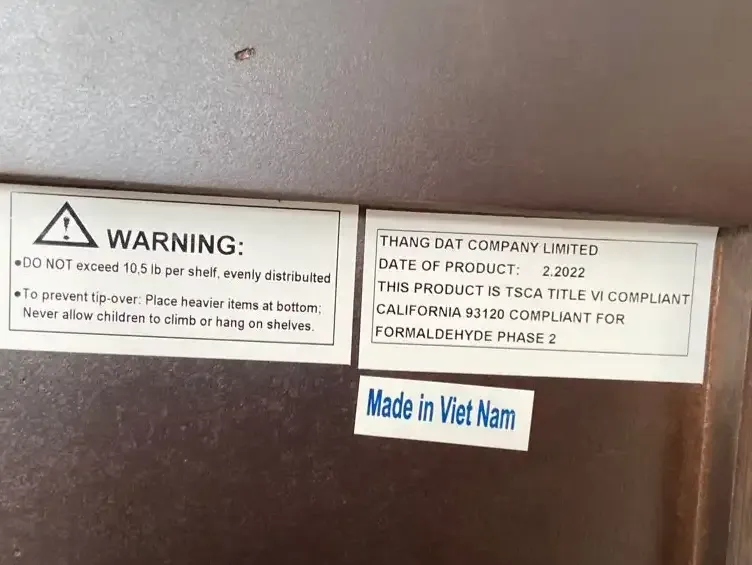 WARNING:
•DO NOT exceed 10,5 lb per shelf, evenly distribulted
•To prevent tip-over: Place heavier items at bottom;
Never allow children to climb or hang on shelves.
THANG DAT COMPANY LIMITED
DATE OF PRODUCT: 2.2022
THIS PRODUCT IS TSCA TITLE VI COMPLIANT
CALIFORNIA 93120 COMPLIANT FOR
FORMALDEHYDE PHASE 2
Made in Viet Nam